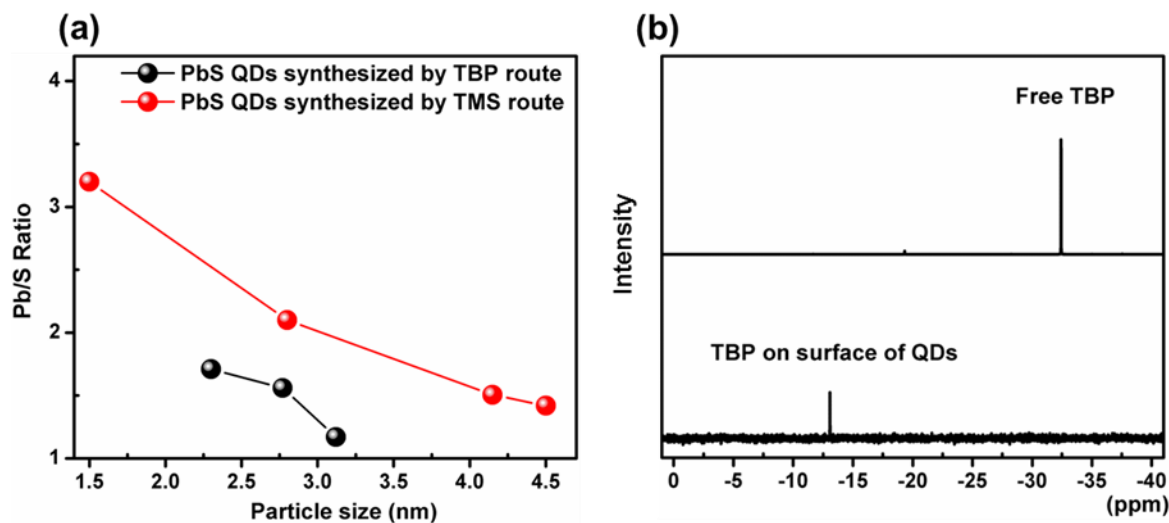 (a)
PbS QDs synthesized by TBP route
PbS QDs synthesized by TMS route
4
3
2
1
Pb/S Ratio
1.5 2.0 2.5 3.0 3.5 4.0 4.5
Particle size (nm)
(b)
Free TBP
TBP on surface of QDs
Intensity
0 -5 -10 -15 -20 -25 -30 -35 -40
(ppm)